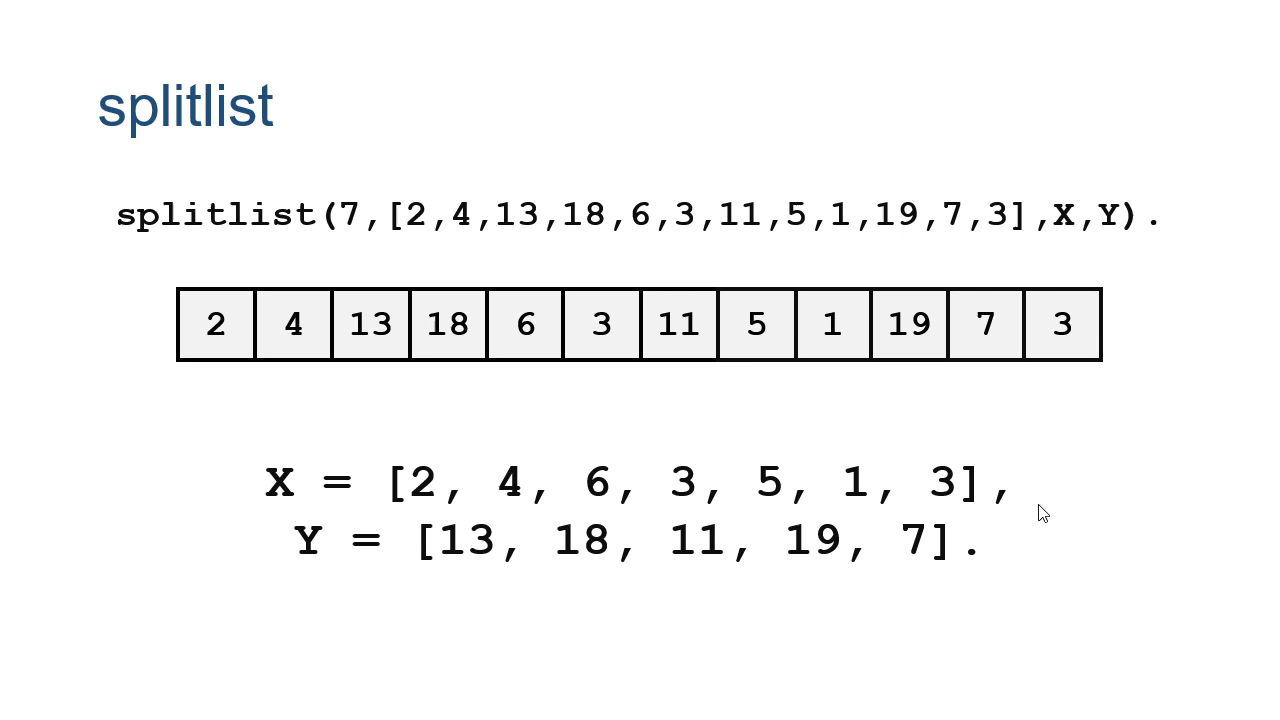 splitlist
splitlist(7,[2,4,13,18,6,3,11,5,1,19,7,3],X,Y).
2 4 13 18 6 3 11 5 1 19 7 3
X = [2, 4, 6, 3, 5, 1, 3],
Y = [13, 18, 11, 19, 7].